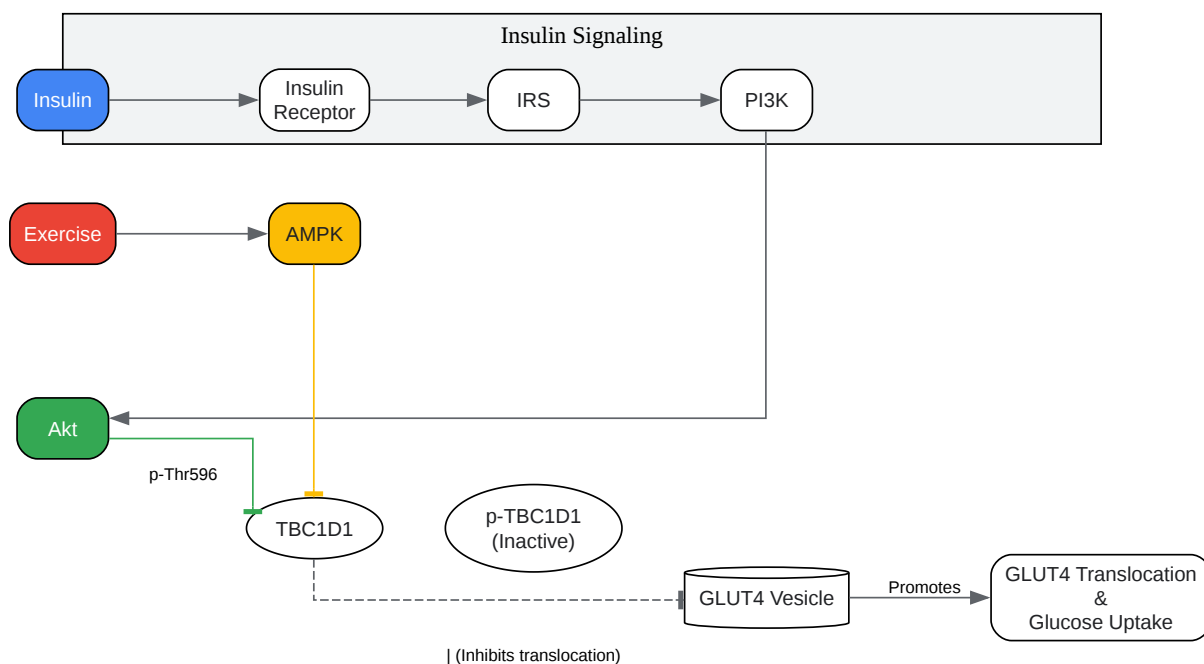 Insulin Signaling
Insulin
Insulin
Receptor
IRS
PI3K
Exercise
AMPK
Akt
p-Thr596
TBC1D1
p-TBC1D1
(Inactive)
GLUT4 Vesicle
Promotes
GLUT4 Translocation
&
Glucose Uptake
| (Inhibits translocation)